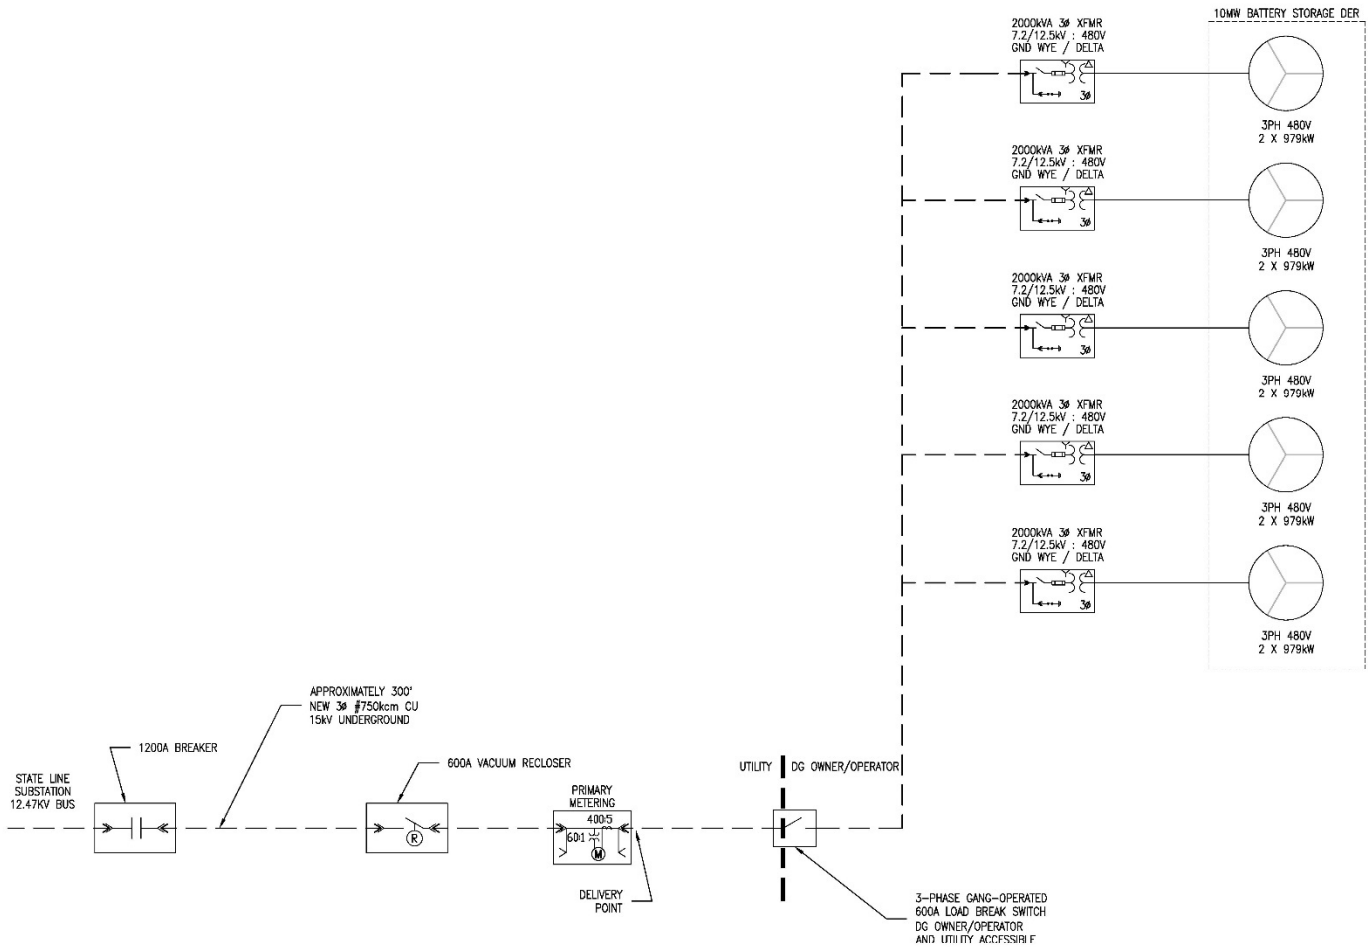 10MW BATTERY STORAGE DER
2000kVA 3ø XFMR
7.2/12.5kV : 480V
GND WYE / DELTA
3ø
3PH 480V
2 X 979kW
2000kVA 3ø XFMR
7.2/12.5kV : 480V
GND WYE / DELTA
3ø
3PH 480V
2 X 979kW
2000kVA 3ø XFMR
7.2/12.5kV : 480V
GND WYE / DELTA
3ø
3PH 480V
2 X 979kW
2000kVA 3ø XFMR
7.2/12.5kV : 480V
GND WYE / DELTA
3ø
3PH 480V
2 X 979kW
2000kVA 3ø XFMR
7.2/12.5kV : 480V
GND WYE / DELTA
3ø
3PH 480V
2 X 979kW
APPROXIMATELY 300'
NEW 3ø #750kcm CU
15kV UNDERGROUND
1200A BREAKER
600A VACUUM RECLOSER
UTILITY
DG OWNER/OPERATOR
STATE LINE
SUBSTATION
12.47KV BUS
PRIMARY
METERING
400:5
60:1
R
M
DELIVERY
POINT
3-PHASE GANG-OPERATED
600A LOAD BREAK SWITCH
DG OWNER/OPERATOR
AND UTILITY ACCESSIBLE